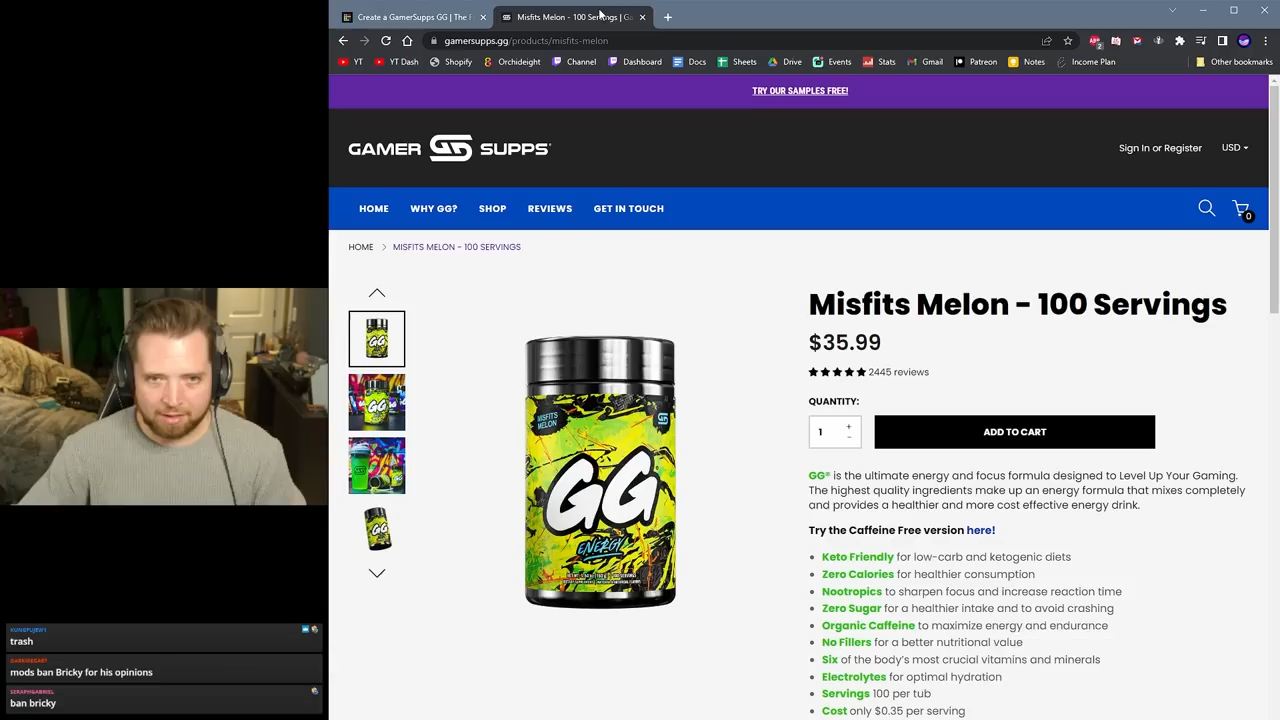 Create a GamerSupps GG | The F
Misfits Melon - 100 Servings | Ga
gamersupps.gg/products/misfits-melon
YT
YT Dash
Shopify
Orchideight
Channel
Dashboard
Docs
Sheets
Drive
Events
Stats
Gmail
Patreon
Notes
Income Plan
Other bookmarks
TRY OUR SAMPLES FREE!
GAMER SUPPS
Sign In or Register
USD
HOME
WHY GG?
SHOP
REVIEWS
GET IN TOUCH
0
HOME > MISFITS MELON - 100 SERVINGS
Misfits Melon - 100 Servings
$35.99
2445 reviews
QUANTITY:
1
ADD TO CART
GG® is the ultimate energy and focus formula designed to Level Up Your Gaming.
The highest quality ingredients make up an energy formula that mixes completely
and provides a healthier and more cost effective energy drink.
Try the Caffeine Free version here!
Keto Friendly for low-carb and ketogenic diets
Zero Calories for healthier consumption
Nootropics to sharpen focus and increase reaction time
Zero Sugar for a healthier intake and to avoid crashing
Organic Caffeine to maximize energy and endurance
No Fillers for a better nutritional value
Six of the body's most crucial vitamins and minerals
Electrolytes for optimal hydration
Servings 100 per tub
Cost only $0.35 per serving
MISFITS
MELON
GG
ENERGY
trash
mods ban Bricky for his opinions
SERAPHGABRIEL
ban bricky